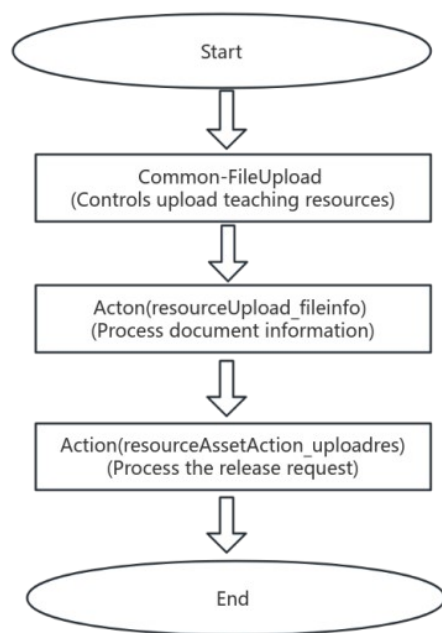 Start
Common-FileUpload
(Controls upload teaching resources)
Acton(resourceUpload_fileinfo)
(Process document information)
Action(resourceAssetAction_uploadres)
(Process the release request)
End